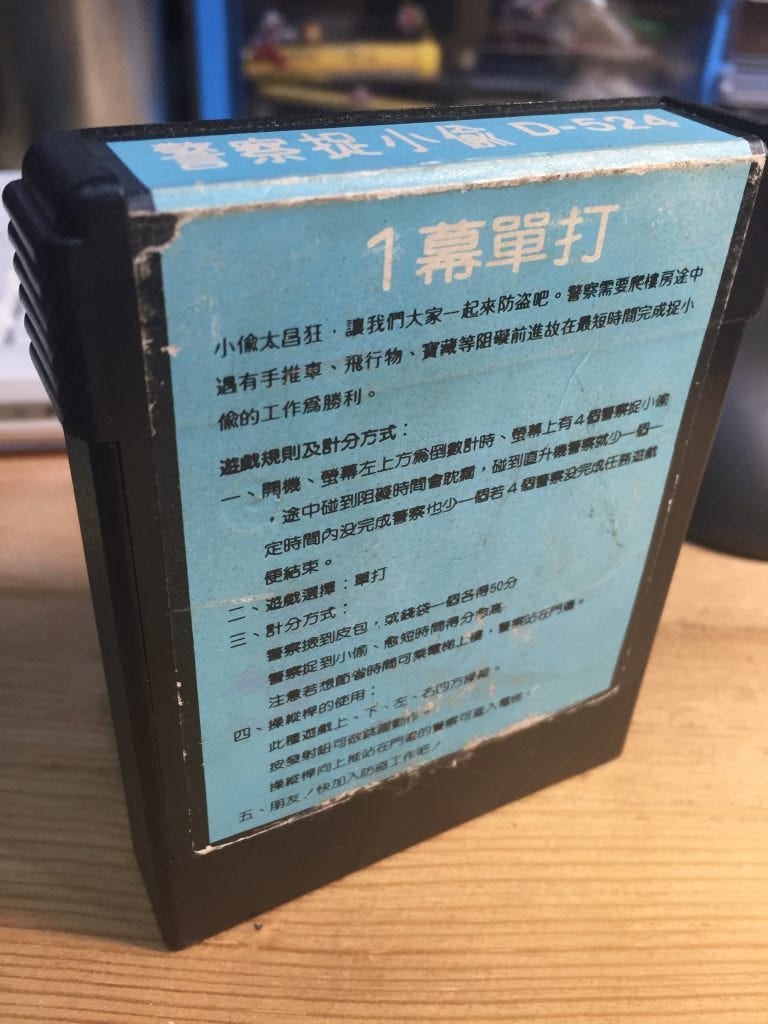 警察捉小偸 D-524
1幕單打
小偷太昌狂，讓我們大家一起來防盜吧。警察需要爬樓房途中
遇有手推車、飛行物、寶藏等阻礙前進故在最短時間完成捉小
偷的工作為勝利。
遊戲規則及計分方式：
一、開機、螢幕左上方為倒數計時、螢幕上有4個警察捉小偷
，途中碰到阻礙時間會耽擱，碰到直升機警察就少一個一
定時間內没完成警察也少一個若4個警察没完成任務遊戲
便結束。
二、遊戲選擇：單打
三、計分方式：
警察撿到皮包，或錢袋一個各得50分
警察捉到小偷、愈短時間得分愈高
注意若想節省時間可乘電梯上樓，警察站在門邊。
四、操縱桿的使用：
此種遊戲上、下、左、右四方操縱。
按發射鈕可做跳躍動作。
操縱桿向上推站在門邊的警察可進入電梯。
五、朋友！快加入防盜工作吧！